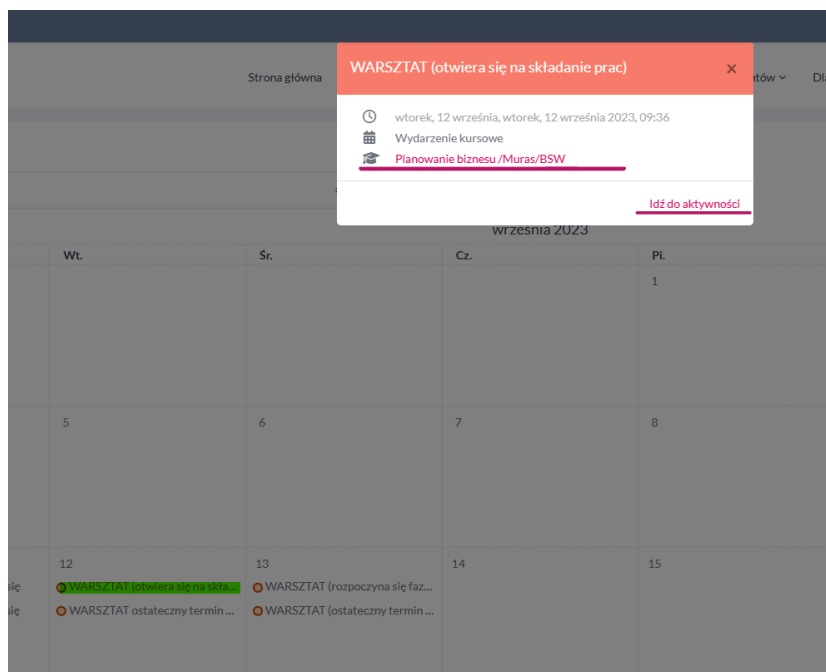 WARSZTAT (otwiera się na składanie prac) ×
Strona główna
ntów
wtorek, 12 września, wtorek, 12 września 2023, 09:36
Wydarzenie kursowe
Planowanie biznesu /Muras/BSW
Idź do aktywności
września 2023
Wt. Śr. Cz. Pi.
1
5 6 7 8
12 13 14 15
się WARSZTAT (otwiera się na skła... WARSZTAT (rozpoczyna się faz...
się WARSZTAT ostateczny termin ... WARSZTAT (ostateczny termin ...